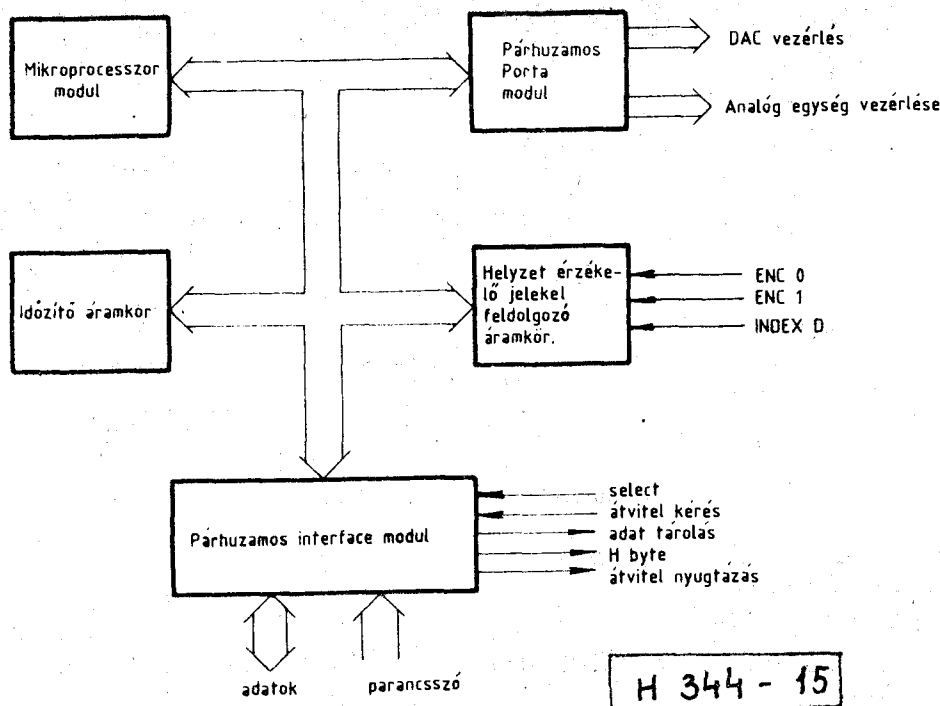 Mikroprocesszor
modul
Párhuzamos
Porta
modul
DAC vezérlés
Analóg egység vezérlése
Időzítő áramkör
Helyzet érzéke-
lő jelekel
feldolgozó
áramkör.
ENC 0
ENC 1
INDEX D
Párhuzamos interface modul
select
átvitel kérés
adat tárolás
H byte
átvitel nyugtázás
adatok
parancsszó
H 344 - 15